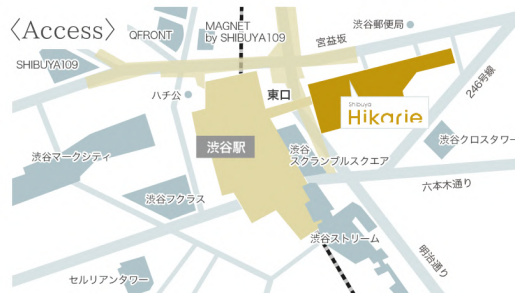 〈Access〉
QFRONT
MAGNET
by SHIBUYA109
渋谷郵便局
宮益坂
SHIBUYA109
ハチ公
東口
246号線
Shibuya
Hikarie
渋谷駅
渋谷マークシティ
渋谷
スクランブルスクエア
渋谷クロスタワー
六本木通り
渋谷フクラス
渋谷ストリーム
明治通り
セルリアンタワー